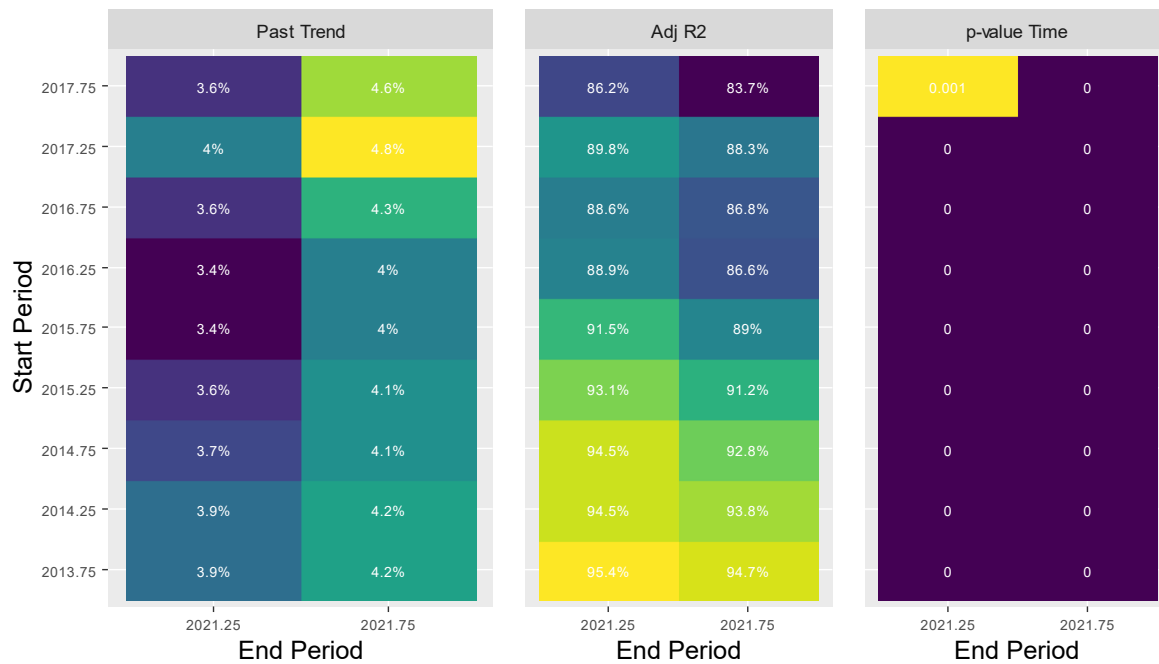 Past Trend Adj R2 p-value Time
2017.75 3.6% 4.6% 86.2% 83.7% 0.001 0
2017.25 4% 4.8% 89.8% 88.3% 0 0
2016.75 3.6% 4.3% 88.6% 86.8% 0 0
2016.25 3.4% 4% 88.9% 86.6% 0 0
2015.75 3.4% 4% 91.5% 89% 0 0
2015.25 3.6% 4.1% 93.1% 91.2% 0 0
2014.75 3.7% 4.1% 94.5% 92.8% 0 0
2014.25 3.9% 4.2% 94.5% 93.8% 0 0
2013.75 3.9% 4.2% 95.4% 94.7% 0 0
Start Period
2021.25 2021.75 2021.25 2021.75 2021.25 2021.75
End Period End Period End Period